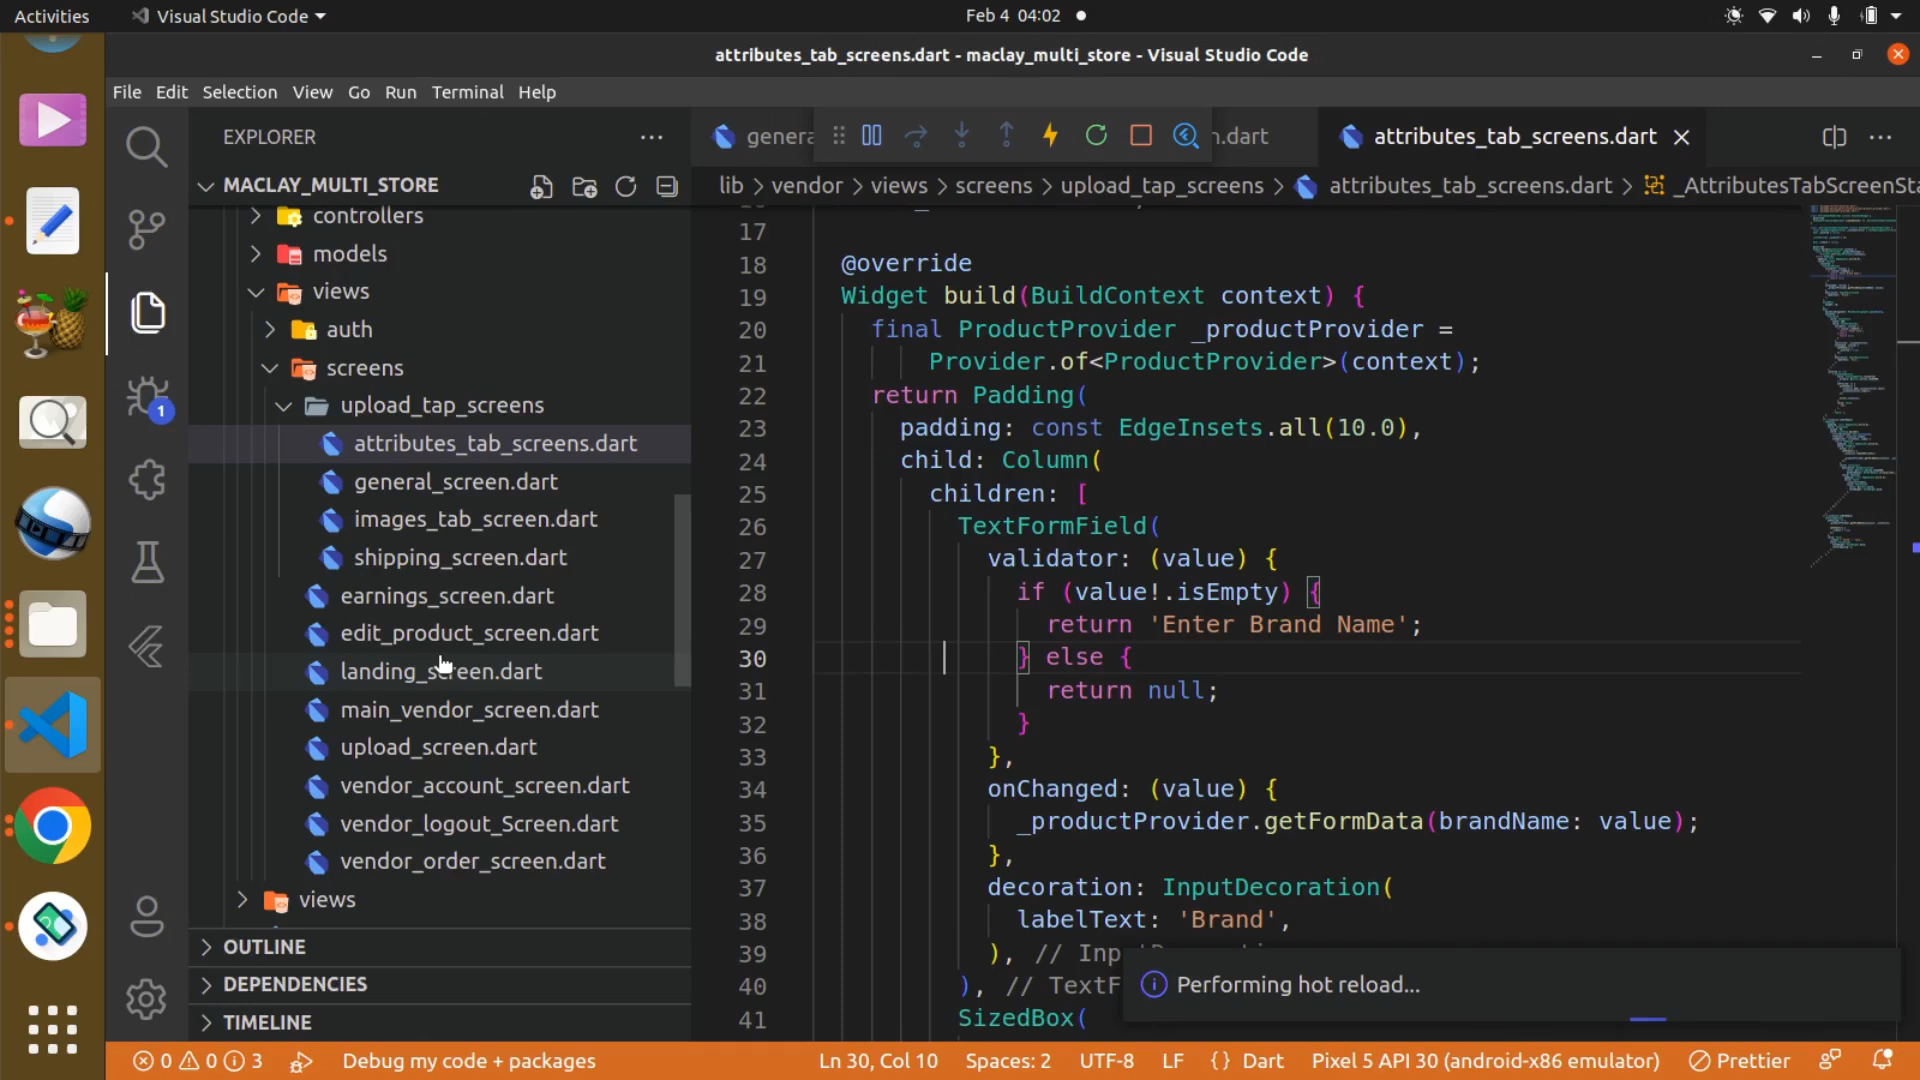 Activities
Visual Studio Code
Feb 4 04:02
attributes_tab_screens.dart - maclay_multi_store - Visual Studio Code
File Edit Selection View Go Run Terminal Help
EXPLORER
genera
n.dart
attributes_tab_screens.dart
MACLAY_MULTI_STORE
lib > vendor > views > screens > upload_tap_screens > attributes_tab_screens.dart > _AttributesTabScreenSta
controllers
models
views
auth
screens
upload_tap_screens
attributes_tab_screens.dart
general_screen.dart
images_tab_screen.dart
shipping_screen.dart
earnings_screen.dart
edit_product_screen.dart
landing_screen.dart
main_vendor_screen.dart
upload_screen.dart
vendor_account_screen.dart
vendor_logout_Screen.dart
vendor_order_screen.dart
views
OUTLINE
DEPENDENCIES
TIMELINE
1
17
18 @override
19 Widget build(BuildContext context) {
20 final ProductProvider _productProvider =
21 Provider.of<ProductProvider>(context);
22 return Padding(
23 padding: const EdgeInsets.all(10.0),
24 child: Column(
25 children: [
26 TextFormField(
27 validator: (value) {
28 if (value!.isEmpty) {
29 return 'Enter Brand Name';
30 } else {
31 return null;
32 }
33 },
34 onChanged: (value) {
35 _productProvider.getFormData(brandName: value);
36 },
37 decoration: InputDecoration(
38 labelText: 'Brand',
39 ), // Inp
40 ), // TextF
41 SizedBox(
Performing hot reload...
0 0 3 Debug my code + packages
Ln 30, Col 10 Spaces: 2 UTF-8 LF {} Dart Pixel 5 API 30 (android-x86 emulator) Prettier